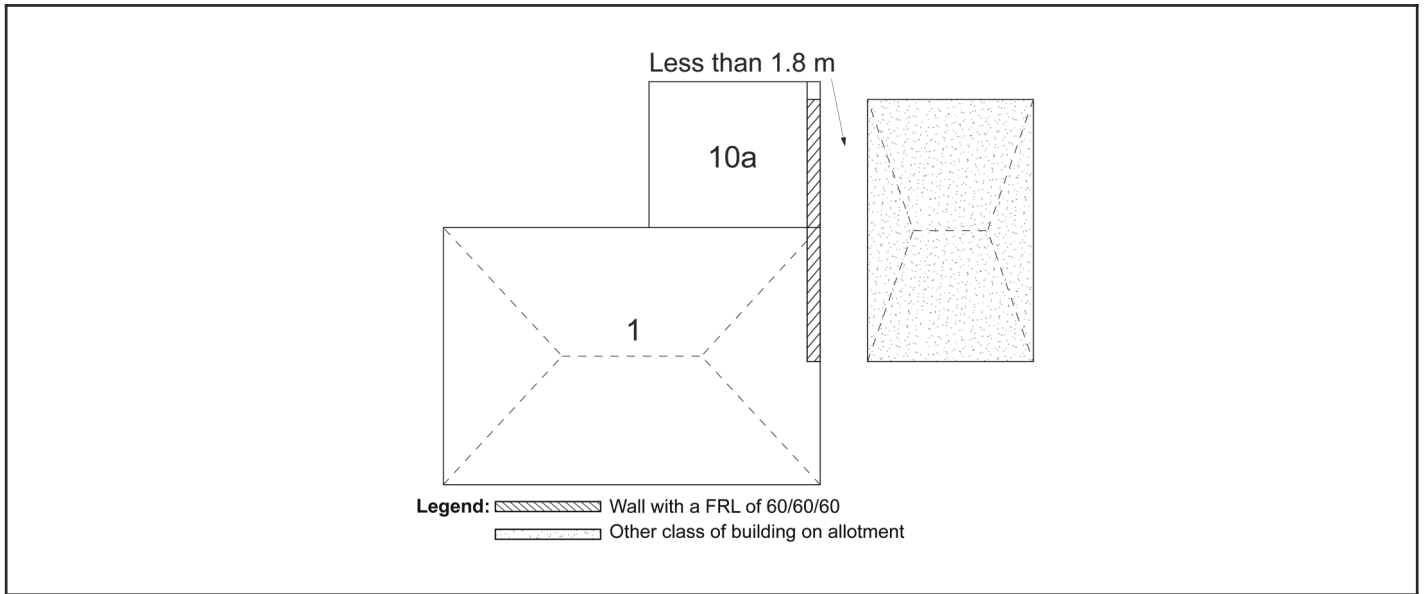 Less than 1.8 m
10a
1
Legend: Wall with a FRL of 60/60/60
Other class of building on allotment